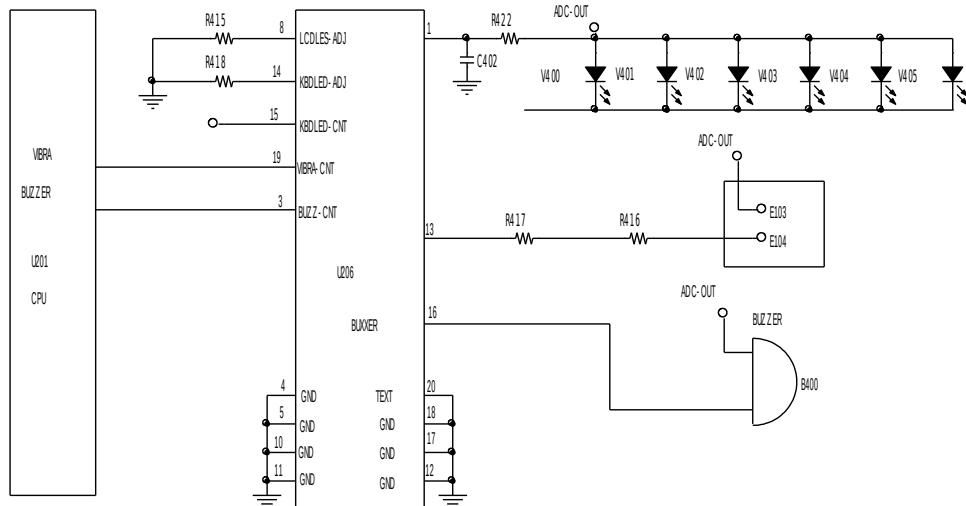 ADC-OUT
R415
8
LCDLES-ADJ
1
R422
C402
R418
14
KBDLED-ADJ
V400
V401
V402
V403
V404
V405
15
KBDLED-CNT
VIBRA
19
VIBRA-CNT
ADC-OUT
BUZZER
3
BUZZ-CNT
E103
13
R417
R416
E104
U201
U206
CPU
ADC-OUT
16
BUXXER
BUZZER
B400
4
GND
TEXT
20
5
GND
GND
18
10
GND
GND
17
11
GND
GND
12